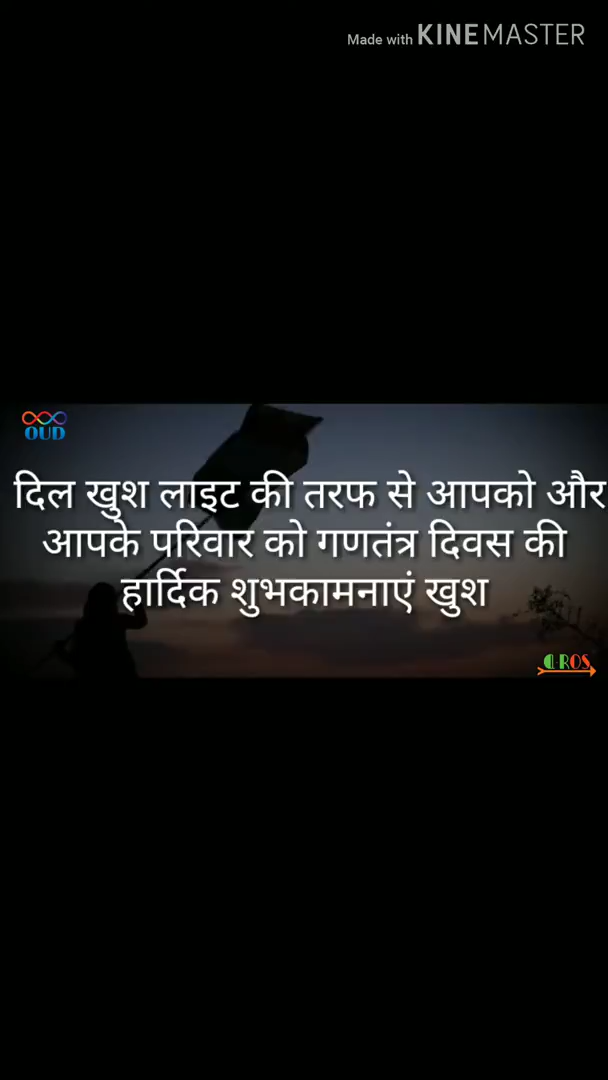 Made with KINEMASTER
OUD
दिल खुश लाइट की तरफ से आपको और
आपके परिवार को गणतंत्र दिवस की
हार्दिक शुभकामनाएं खुश